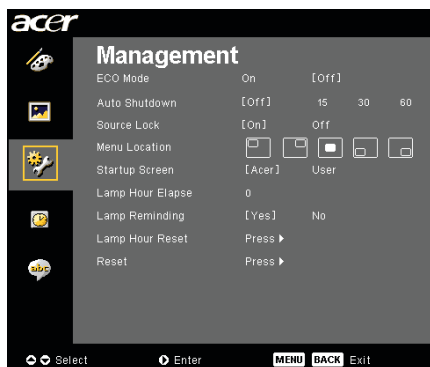 acer
Management
ECO Mode On [Off]
Auto Shutdown [Off] 15 30 60
Source Lock [On] Off
Menu Location
Startup Screen [Acer] User
Lamp Hour Elapse 0
Lamp Reminding [Yes] No
Lamp Hour Reset Press
Reset Press
abc
Select Enter MENU BACK Exit